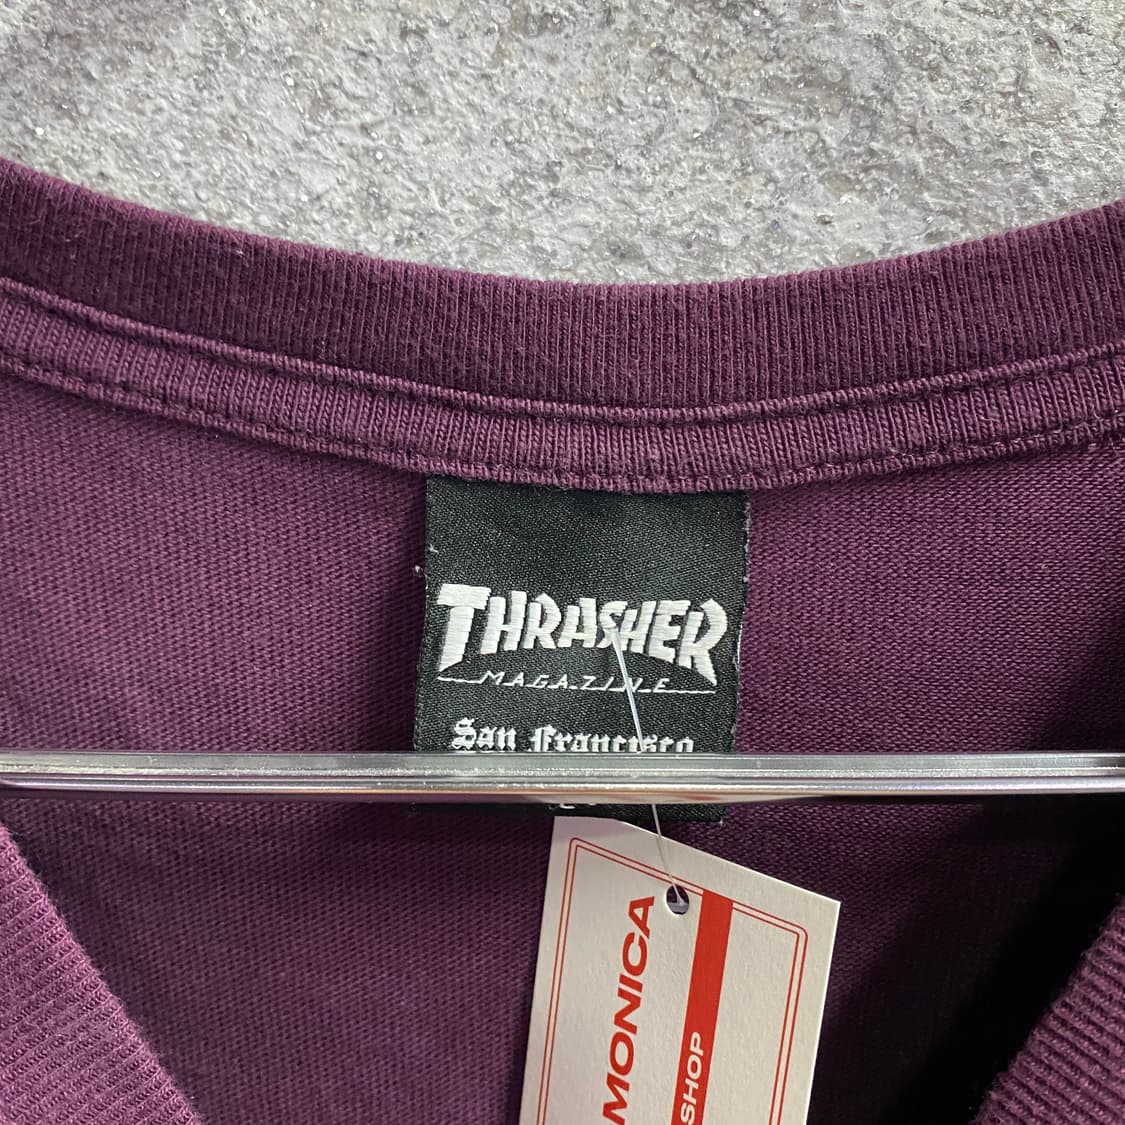 THRASHER
MAGAZINE
San Francisco
MONICA
SHOP